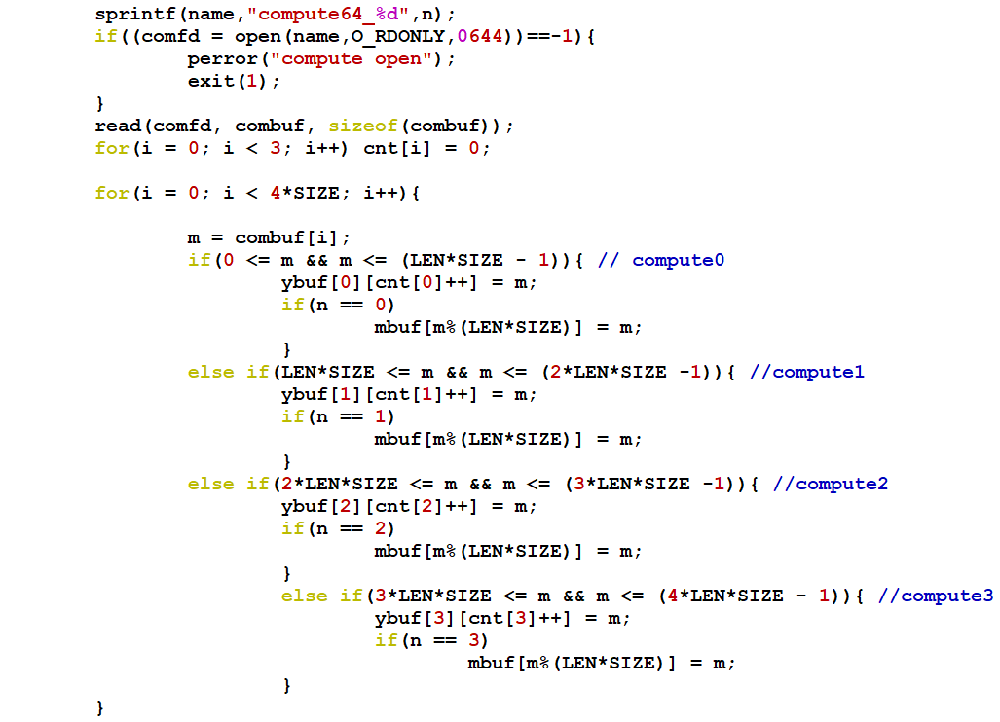 sprintf(name,"compute64_%d",n);
if((comfd = open(name,O_RDONLY,0644))==-1){
perror("compute open");
exit(1);
}
read(comfd, combuf, sizeof(combuf));
for(i = 0; i < 3; i++) cnt[i] = 0;
for(i = 0; i < 4*SIZE; i++){
m = combuf[i];
if(0 <= m && m <= (LEN*SIZE - 1)){ // compute0
ybuf[0][cnt[0]++] = m;
if(n == 0)
mbuf[m%(LEN*SIZE)] = m;
}
else if(LEN*SIZE <= m && m <= (2*LEN*SIZE -1)){ //compute1
ybuf[1][cnt[1]++] = m;
if(n == 1)
mbuf[m%(LEN*SIZE)] = m;
}
else if(2*LEN*SIZE <= m && m <= (3*LEN*SIZE -1)){ //compute2
ybuf[2][cnt[2]++] = m;
if(n == 2)
mbuf[m%(LEN*SIZE)] = m;
}
else if(3*LEN*SIZE <= m && m <= (4*LEN*SIZE - 1)){ //compute3
ybuf[3][cnt[3]++] = m;
if(n == 3)
mbuf[m%(LEN*SIZE)] = m;
}
}